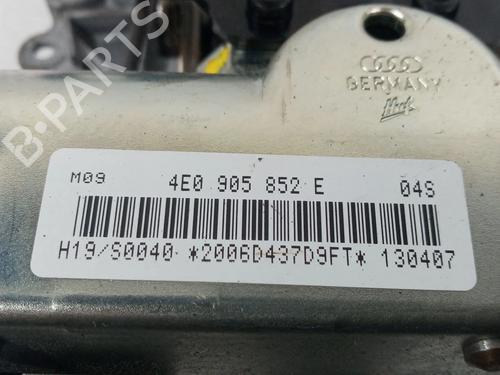 B-PARTS
GERMANY
M09 4E0 905 852 E 04S
H19/S0040 *2006D437D9FT* 130407